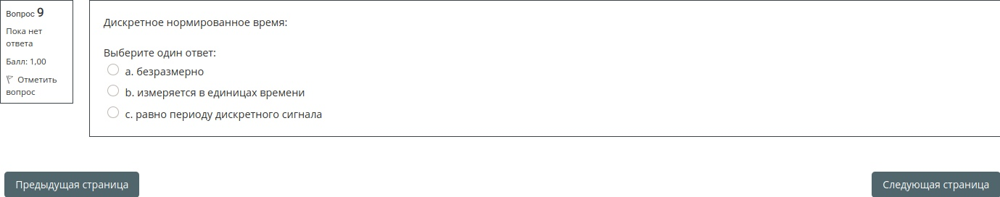 Вопрос 9
Пока нет
ответа
Балл: 1,00
Отметить
вопрос
Дискретное нормированное время:
Выберите один ответ:
a. безразмерно
b. измеряется в единицах времени
c. равно периоду дискретного сигнала
Предыдущая страница
Следующая страница